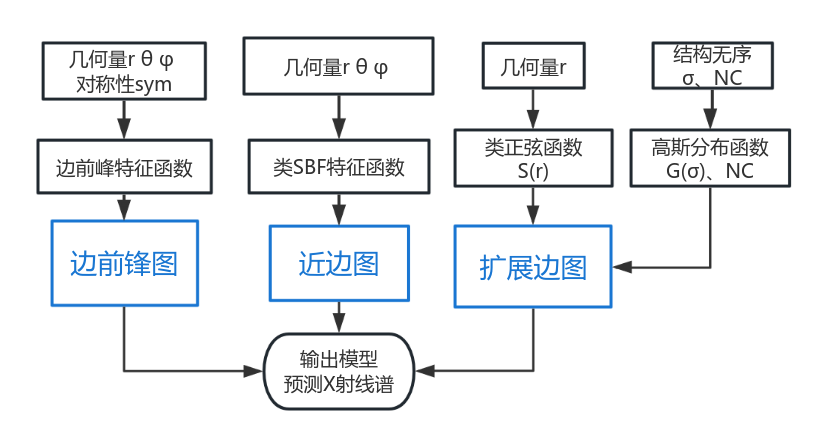 几何量r θ φ
对称性sym
几何量r θ φ
几何量r
结构无序
σ、NC
边前峰特征函数
类SBF特征函数
类正弦函数
S(r)
高斯分布函数
G(σ)、NC
边前锋图
近边图
扩展边图
输出模型
预测X射线谱